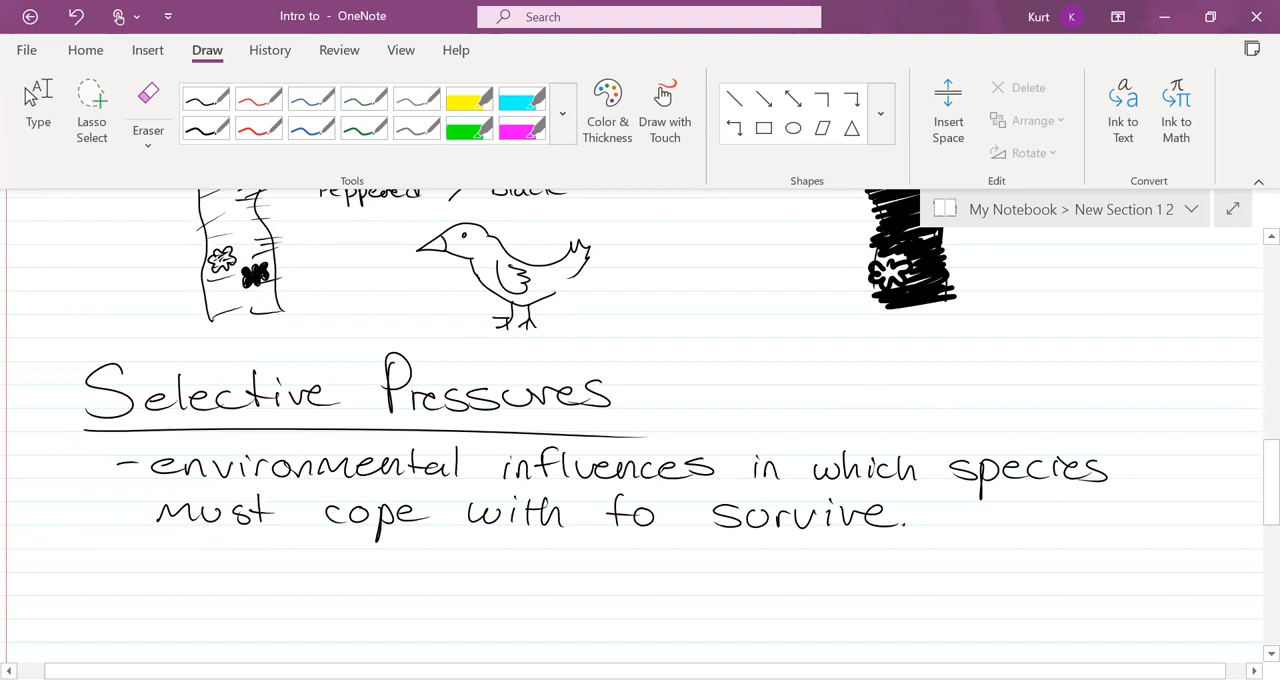 Intro to - OneNote
Search
Kurt K
File Home Insert Draw History Review View Help
Type
Lasso Select
Eraser
Color & Thickness
Draw with Touch
Insert Space
Delete
Arrange
Rotate
Ink to Text
Ink to Math
Tools Shapes Edit Convert
Peppered / Black
My Notebook > New Section 1 2
Selective Pressures
- environmental influences in which species
must cope with to survive.